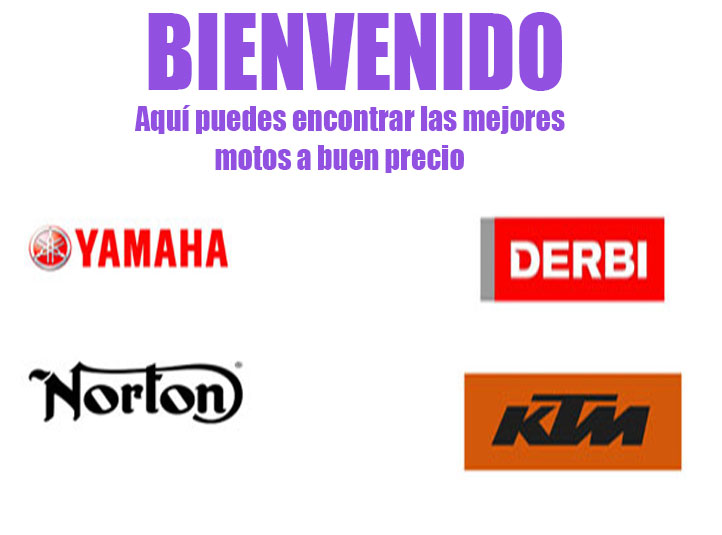 BIENVENIDO
Aquí puedes encontrar las mejores
motos a buen precio
YAMAHA
DERBI
Norton®
KTM